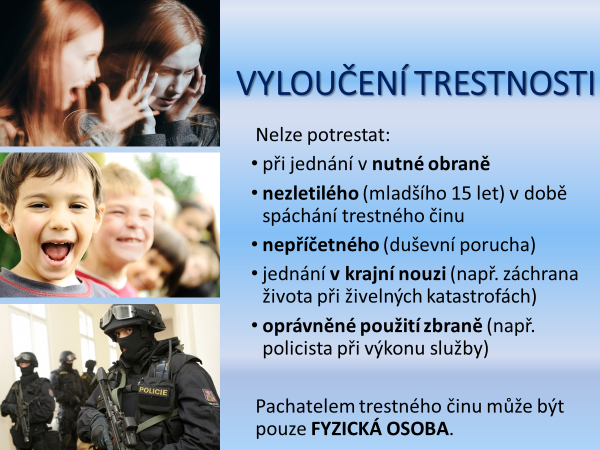 VYLOUČENÍ TRESTNOSTI
Nelze potrestat:
• při jednání v nutné obraně
• nezletilého (mladšího 15 let) v době
spáchání trestného činu
• nepříčetného (duševní porucha)
• jednání v krajní nouzi (např. záchrana
života při živelných katastrofách)
• oprávněné použití zbraně (např.
policista při výkonu služby)
Pachatelem trestného činu může být
pouze FYZICKÁ OSOBA.
POLICIE